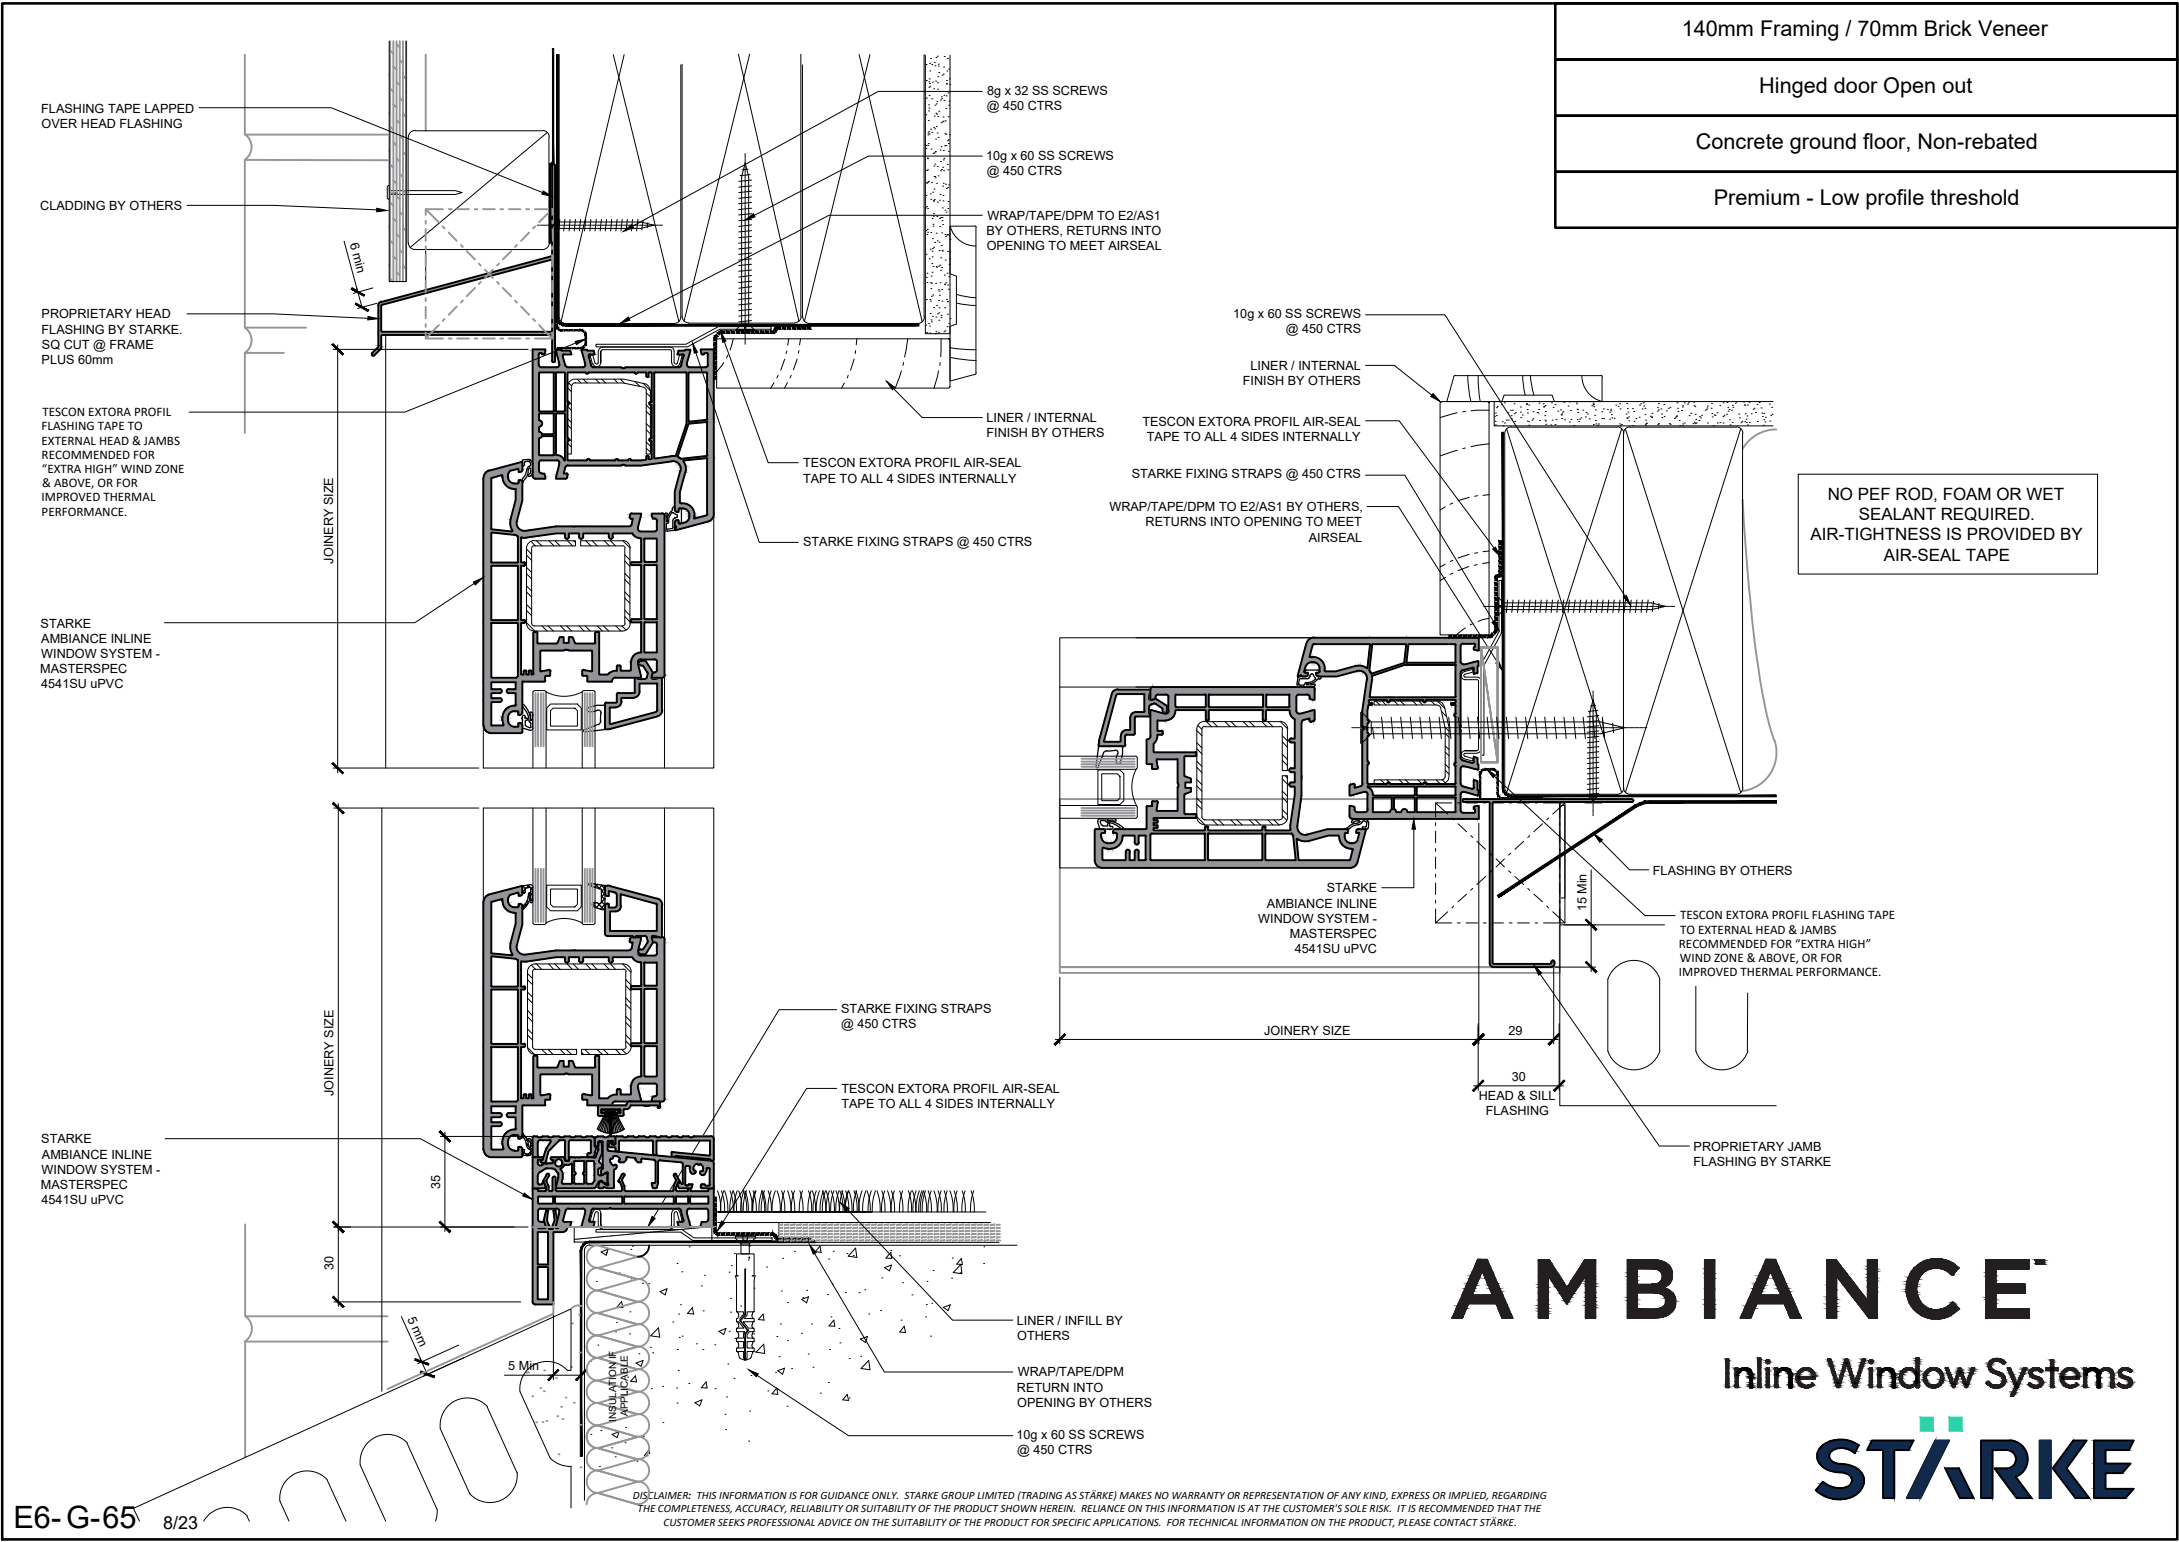 140mm Framing / 70mm Brick Veneer
Hinged door Open out
Concrete ground floor, Non-rebated
Premium - Low profile threshold
FLASHING TAPE LAPPED
OVER HEAD FLASHING
CLADDING BY OTHERS
6 min
PROPRIETARY HEAD
FLASHING BY STARKE.
SQ CUT @ FRAME
PLUS 60mm
TESCON EXTORA PROFIL
FLASHING TAPE TO
EXTERNAL HEAD & JAMBS
RECOMMENDED FOR
“EXTRA HIGH” WIND ZONE
& ABOVE, OR FOR
IMPROVED THERMAL
PERFORMANCE.
JOINERY SIZE
STARKE
AMBIANCE INLINE
WINDOW SYSTEM -
MASTERSPEC
4541SU uPVC
8g x 32 SS SCREWS
@ 450 CTRS
10g x 60 SS SCREWS
@ 450 CTRS
WRAP/TAPE/DPM TO E2/AS1
BY OTHERS, RETURNS INTO
OPENING TO MEET AIRSEAL
LINER / INTERNAL
FINISH BY OTHERS
TESCON EXTORA PROFIL AIR-SEAL
TAPE TO ALL 4 SIDES INTERNALLY
STARKE FIXING STRAPS @ 450 CTRS
10g x 60 SS SCREWS
@ 450 CTRS
LINER / INTERNAL
FINISH BY OTHERS
TESCON EXTORA PROFIL AIR-SEAL
TAPE TO ALL 4 SIDES INTERNALLY
STARKE FIXING STRAPS @ 450 CTRS
WRAP/TAPE/DPM TO E2/AS1 BY OTHERS,
RETURNS INTO OPENING TO MEET
AIRSEAL
NO PEF ROD, FOAM OR WET
SEALANT REQUIRED.
AIR-TIGHTNESS IS PROVIDED BY
AIR-SEAL TAPE
STARKE
AMBIANCE INLINE
WINDOW SYSTEM -
MASTERSPEC
4541SU uPVC
FLASHING BY OTHERS
15 Min
TESCON EXTORA PROFIL FLASHING TAPE
TO EXTERNAL HEAD & JAMBS
RECOMMENDED FOR “EXTRA HIGH”
WIND ZONE & ABOVE, OR FOR
IMPROVED THERMAL PERFORMANCE.
JOINERY SIZE
29
30
HEAD & SILL
FLASHING
PROPRIETARY JAMB
FLASHING BY STARKE
JOINERY SIZE
STARKE FIXING STRAPS
@ 450 CTRS
TESCON EXTORA PROFIL AIR-SEAL
TAPE TO ALL 4 SIDES INTERNALLY
STARKE
AMBIANCE INLINE
WINDOW SYSTEM -
MASTERSPEC
4541SU uPVC
35
30
5 mm
5 Min
INSULATION IF
APPLICABLE
LINER / INFILL BY
OTHERS
WRAP/TAPE/DPM
RETURN INTO
OPENING BY OTHERS
10g x 60 SS SCREWS
@ 450 CTRS
AMBIANCE™
Inline Window Systems
STÄRKE
DISCLAIMER: THIS INFORMATION IS FOR GUIDANCE ONLY. STARKE GROUP LIMITED (TRADING AS STÄRKE) MAKES NO WARRANTY OR REPRESENTATION OF ANY KIND, EXPRESS OR IMPLIED, REGARDING
THE COMPLETENESS, ACCURACY, RELIABILITY OR SUITABILITY OF THE PRODUCT SHOWN HEREIN. RELIANCE ON THIS INFORMATION IS AT THE CUSTOMER'S SOLE RISK. IT IS RECOMMENDED THAT THE
CUSTOMER SEEKS PROFESSIONAL ADVICE ON THE SUITABILITY OF THE PRODUCT FOR SPECIFIC APPLICATIONS. FOR TECHNICAL INFORMATION ON THE PRODUCT, PLEASE CONTACT STÄRKE.
E6-G-65 8/23